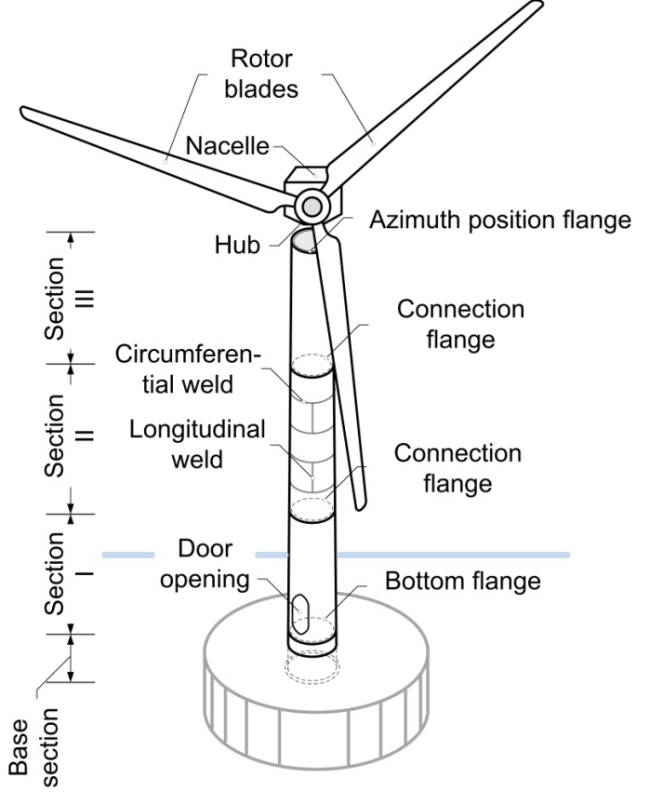 Rotor
blades
Nacelle
Azimuth position flange
Hub
Section
III
Connection
flange
Circumferen-
tial weld
Section
II
Longitudinal
weld
Connection
flange
Section
I
Door
opening
Bottom flange
Base
section